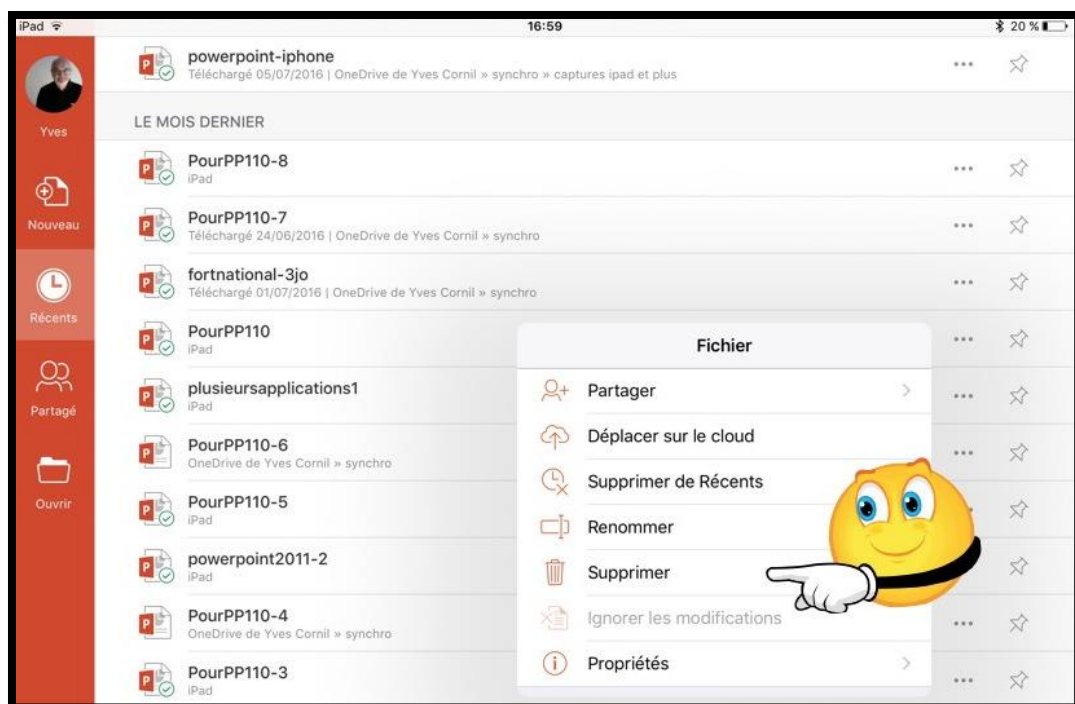 iPad 16:59 20 %
powerpoint-iphone
Téléchargé 05/07/2016 | OneDrive de Yves Cornil » synchro » captures ipad et plus
Yves
LE MOIS DERNIER
PourPP110-8
iPad
Nouveau
PourPP110-7
Téléchargé 24/06/2016 | OneDrive de Yves Cornil » synchro
fortnational-3jo
Téléchargé 01/07/2016 | OneDrive de Yves Cornil » synchro
Récents
PourPP110
iPad
plusieursapplications1
iPad
Partagé
PourPP110-6
OneDrive de Yves Cornil » synchro
PourPP110-5
iPad
Ouvrir
powerpoint2011-2
iPad
PourPP110-4
OneDrive de Yves Cornil » synchro
PourPP110-3
iPad
Fichier
Partager
Déplacer sur le cloud
Supprimer de Récents
Renommer
Supprimer
Ignorer les modifications
Propriétés